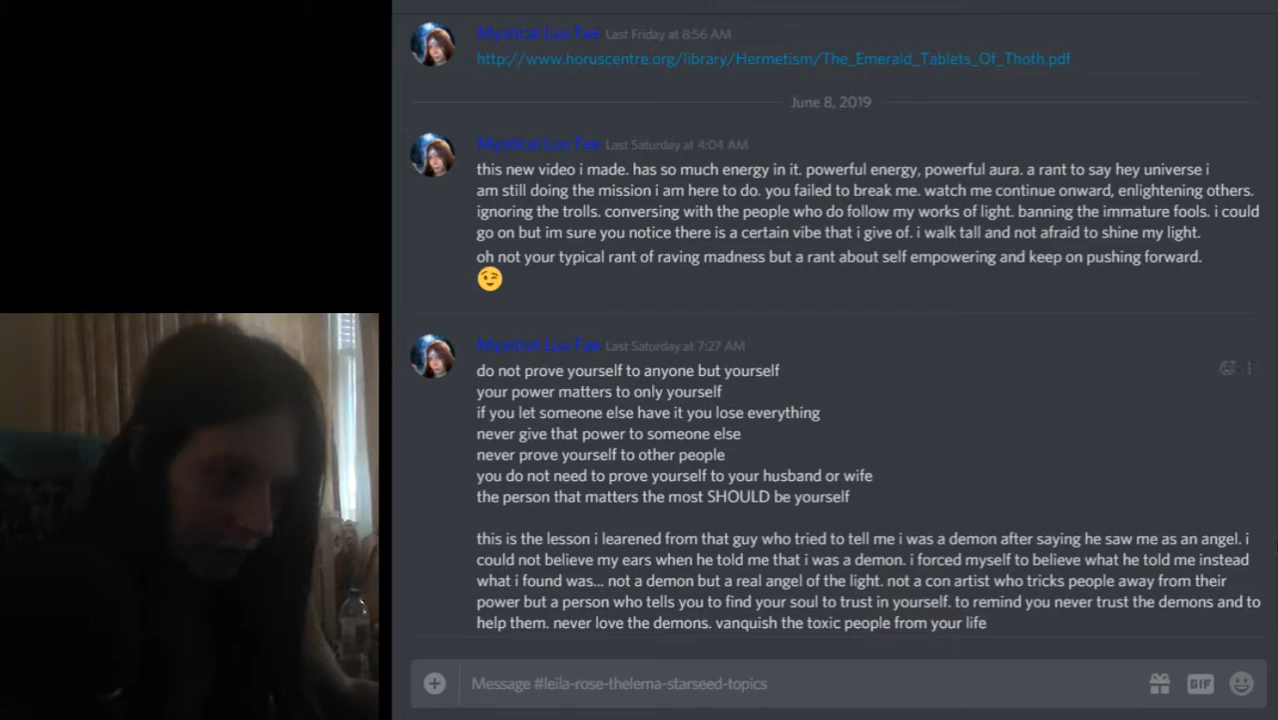 Mystical Lux Fae Last Friday at 8:56 AM
http://www.horuscentre.org/library/Hermetism/The_Emerald_Tablets_Of_Thoth.pdf
June 8, 2019
Mystical Lux Fae Last Saturday at 4:04 AM
this new video i made. has so much energy in it. powerful energy, powerful aura. a rant to say hey universe i
am still doing the mission i am here to do. you failed to break me. watch me continue onward, enlightening others.
ignoring the trolls. conversing with the people who do follow my works of light. banning the immature fools. i could
go on but im sure you notice there is a certain vibe that i give of. i walk tall and not afraid to shine my light.
oh not your typical rant of raving madness but a rant about self empowering and keep on pushing forward.
😉
Mystical Lux Fae Last Saturday at 7:27 AM
do not prove yourself to anyone but yourself
your power matters to only yourself
if you let someone else have it you lose everything
never give that power to someone else
never prove yourself to other people
you do not need to prove yourself to your husband or wife
the person that matters the most SHOULD be yourself
this is the lesson i learened from that guy who tried to tell me i was a demon after saying he saw me as an angel. i
could not believe my ears when he told me that i was a demon. i forced myself to believe what he told me instead
what i found was... not a demon but a real angel of the light. not a con artist who tricks people away from their
power but a person who tells you to find your soul to trust in yourself. to remind you never trust the demons and to
help them. never love the demons. vanquish the toxic people from your life
Message #leila-rose-thelema-starseed-topics
GIF